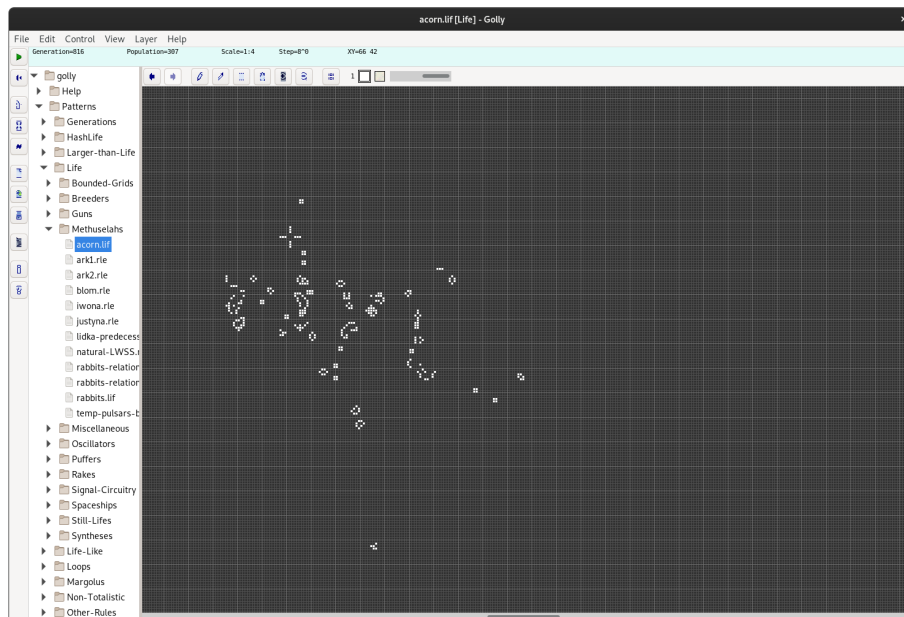 acorn.lif [Life] - Golly
File Edit Control View Layer Help
Generation=816 Population=307 Scale=1:4 Step=8^0 XY=66 42
golly
1
Help
Patterns
Generations
HashLife
Larger-than-Life
Life
Bounded-Grids
Breeders
Guns
Methuselahs
acorn.lif
ark1.rle
ark2.rle
blom.rle
iwona.rle
justyna.rle
lidka-predecess
natural-LWSS.r
rabbits-relation
rabbits-relation
rabbits.lif
temp-pulsars-b
Miscellaneous
Oscillators
Puffers
Rakes
Signal-Circuitry
Spaceships
Still-Lifes
Syntheses
Life-Like
Loops
Margolus
Non-Totalistic
Other-Rules